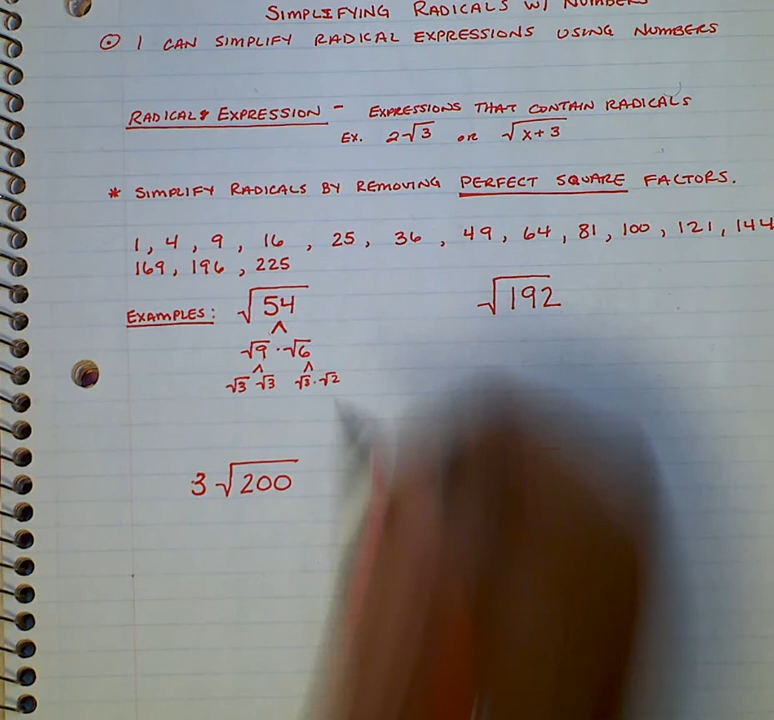 SIMPLIFYING RADICALS W/ NUMBERS
I CAN SIMPLIFY RADICAL EXPRESSIONS USING NUMBERS
RADICAL EXPRESSION - EXPRESSIONS THAT CONTAIN RADICALS
EX. 2√3 or √x+3
* SIMPLIFY RADICALS BY REMOVING PERFECT SQUARE FACTORS.
1, 4, 9, 16, 25, 36, 49, 64, 81, 100, 121, 144
169, 196, 225
EXAMPLES: √54 √192
√9 · √6
√3 √3 √3 · √2
3√200